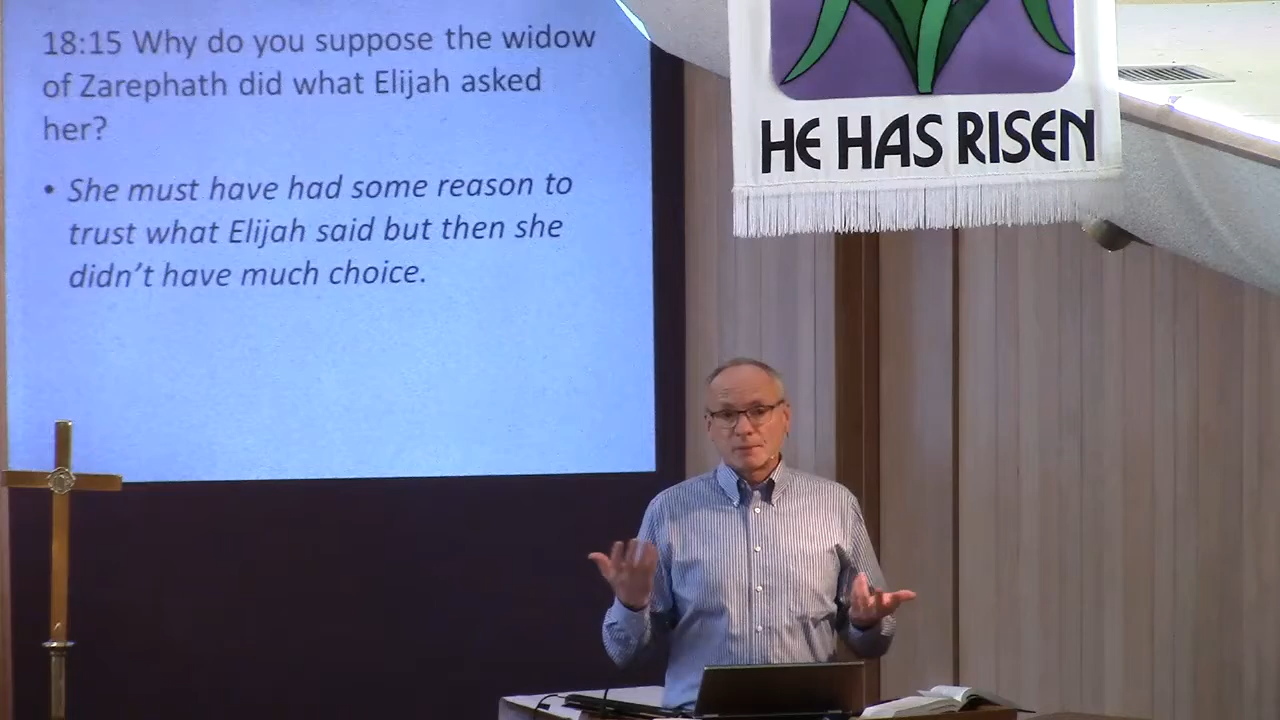 18:15 Why do you suppose the widow
of Zarephath did what Elijah asked
her?
• She must have had some reason to
trust what Elijah said but then she
didn't have much choice.
HE HAS RISEN